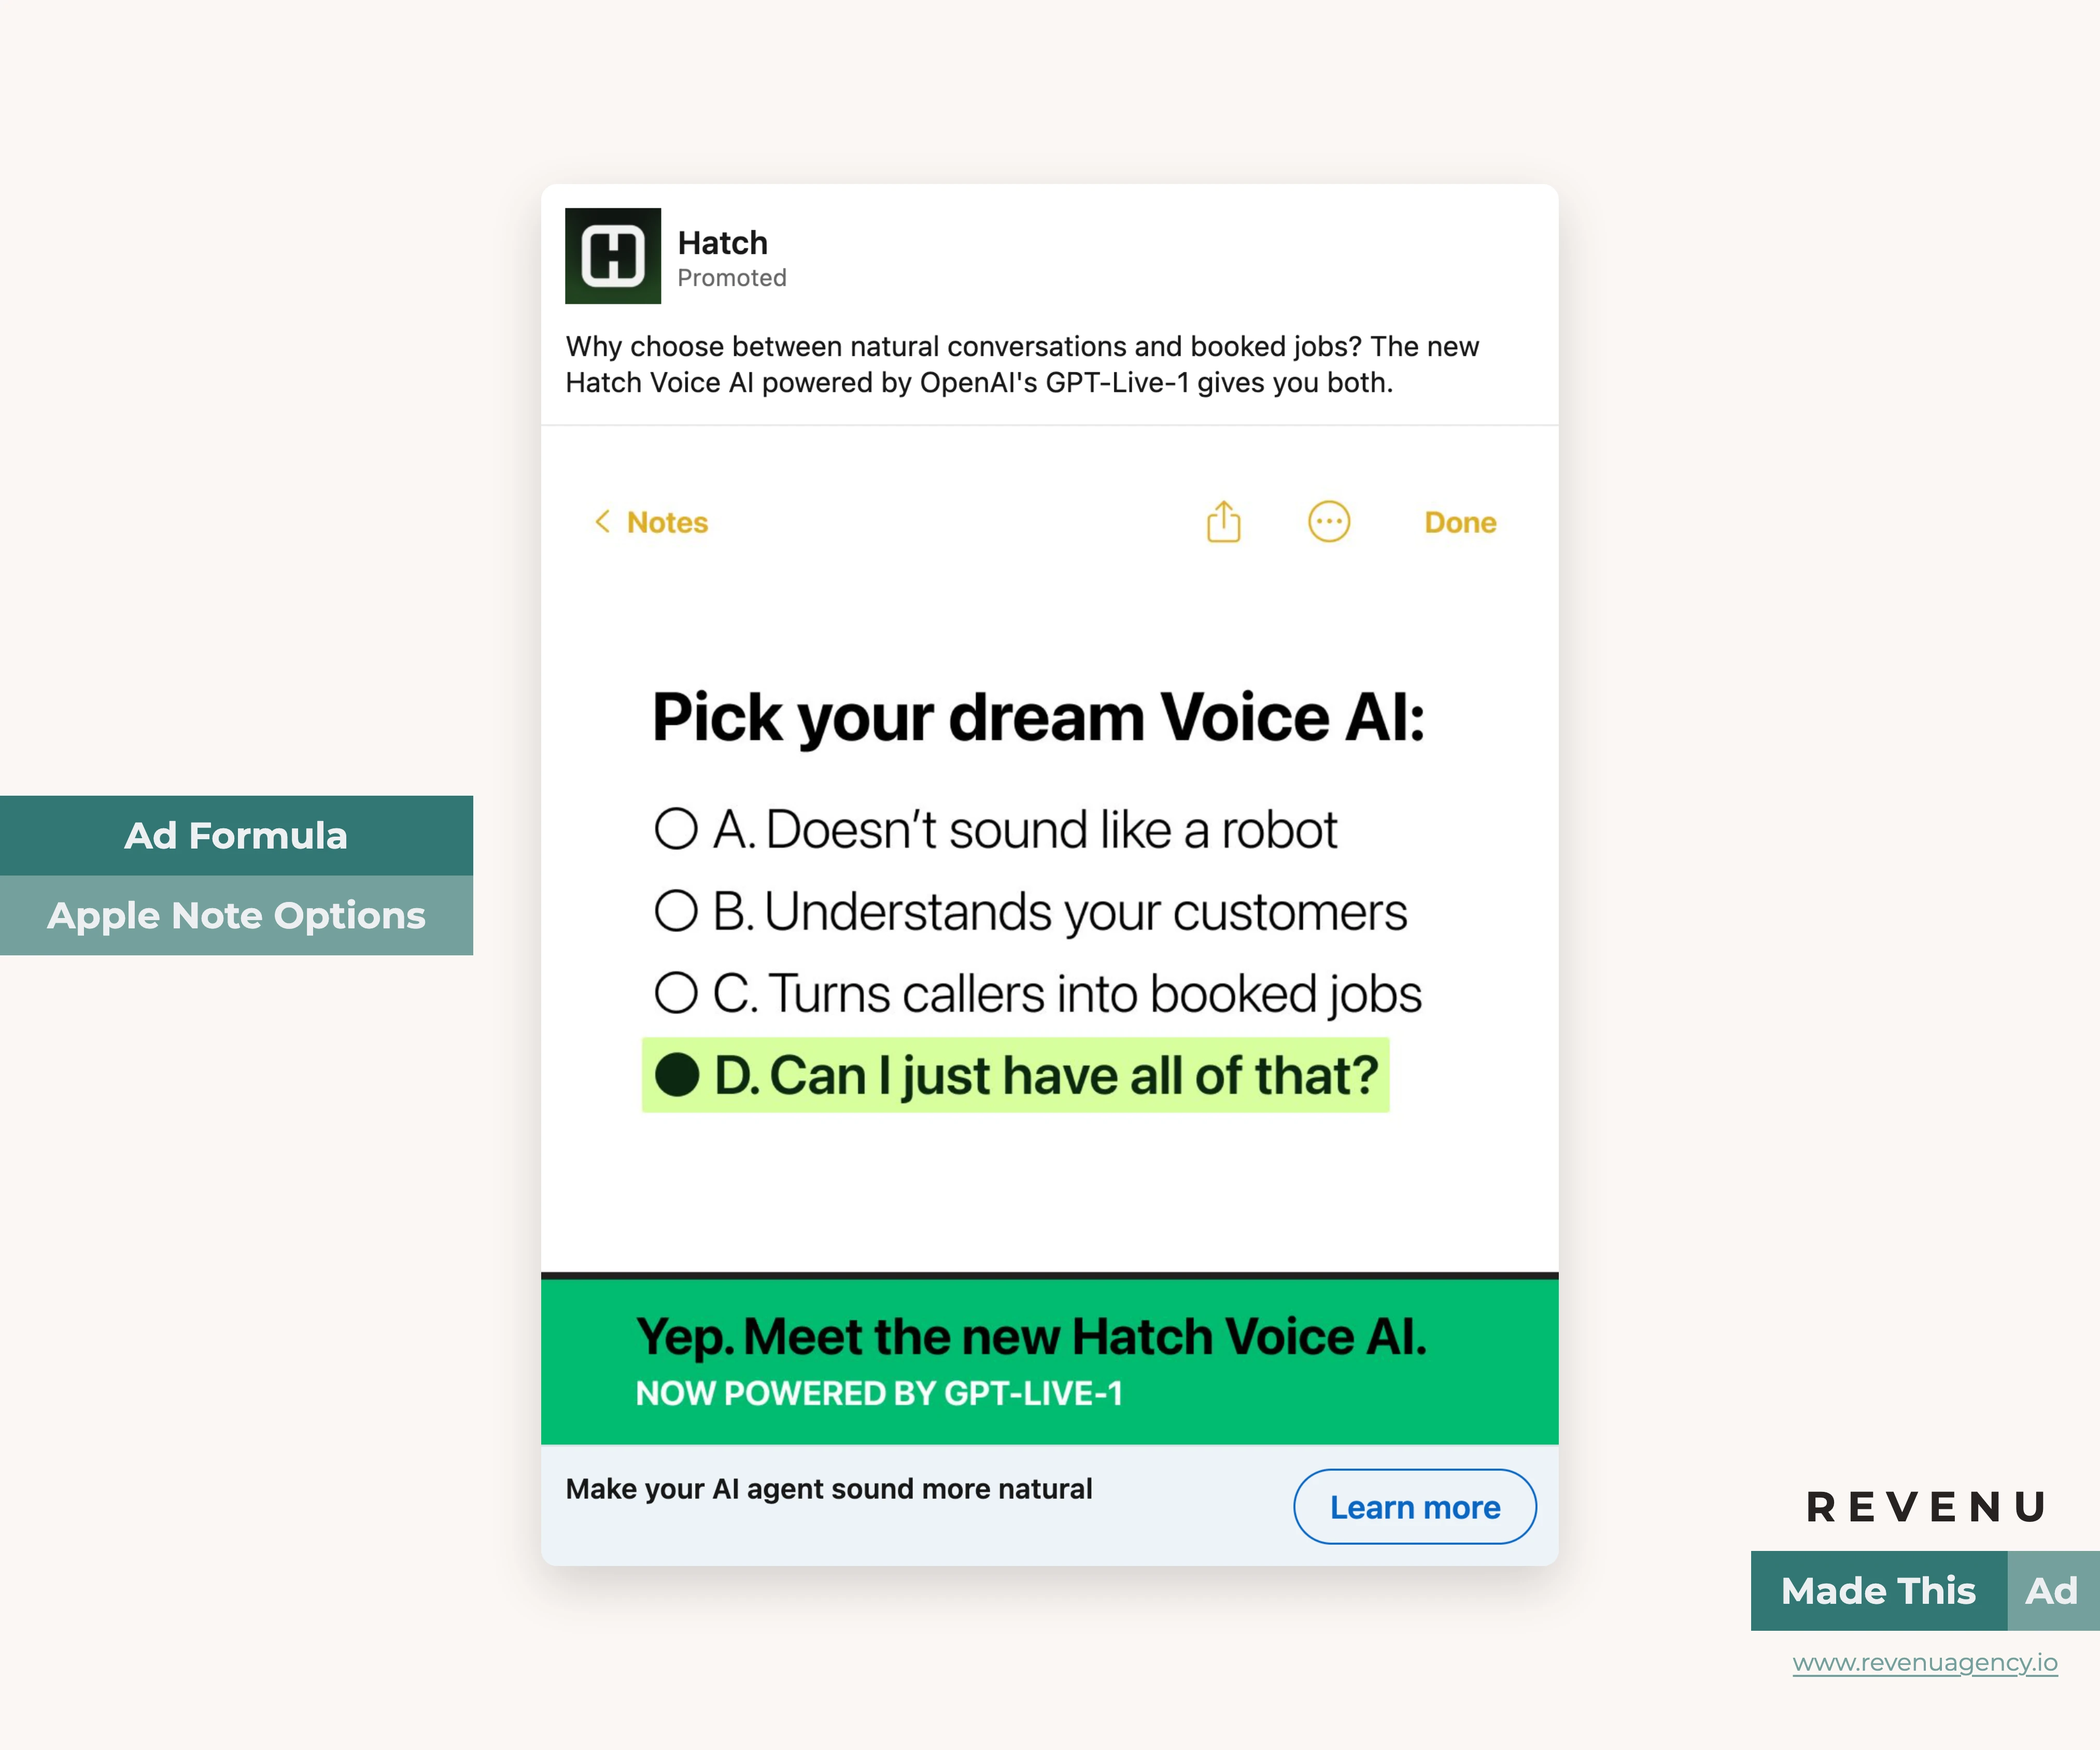 Hatch
Promoted
Why choose between natural conversations and booked jobs? The new
Hatch Voice AI powered by OpenAI's GPT-Live-1 gives you both.
Notes
Done
Pick your dream Voice AI:
A. Doesn’t sound like a robot
B. Understands your customers
C. Turns callers into booked jobs
D. Can I just have all of that?
Yep. Meet the new Hatch Voice AI.
NOW POWERED BY GPT-LIVE-1
Make your AI agent sound more natural
Learn more
Ad Formula
Apple Note Options
REVENU
Made This Ad
www.revenuagency.io